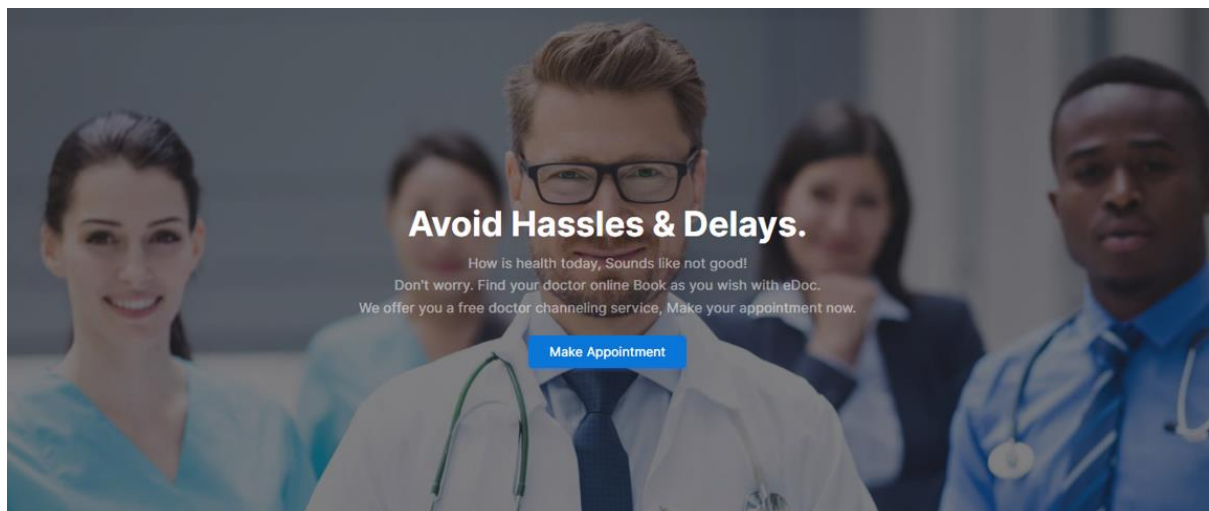 Avoid Hassles & Delays.
How is health today, Sounds like not good!
Don't worry. Find your doctor online Book as you wish with eDoc.
We offer you a free doctor channeling service, Make your appointment now.
Make Appointment